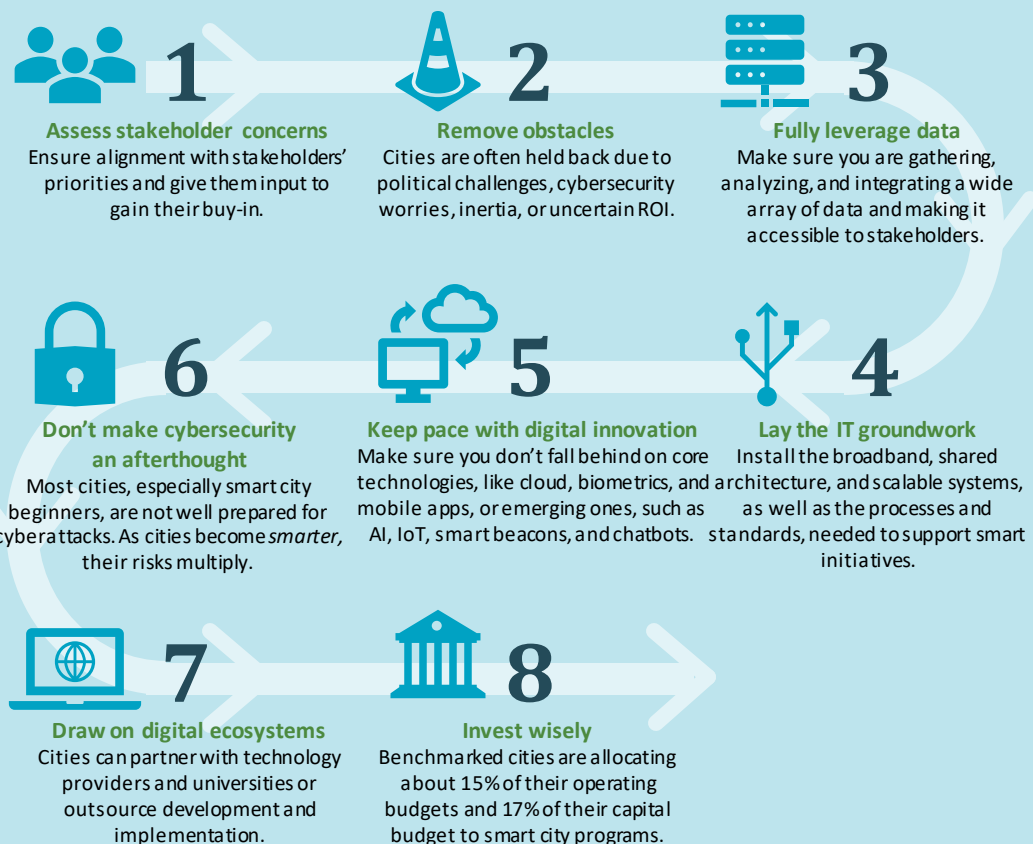 1
Assess stakeholder concerns
Ensure alignment with stakeholders'
priorities and give them input to
gain their buy-in.
2
Remove obstacles
Cities are often held back due to
political challenges, cybersecurity
worries, inertia, or uncertain ROI.
3
Fully leverage data
Make sure you are gathering,
analyzing, and integrating a wide
array of data and making it
accessible to stakeholders.
4
Lay the IT groundwork
Install the broadband, shared
architecture, and scalable systems,
as well as the processes and
standards, needed to support smart
initiatives.
5
Keep pace with digital innovation
Make sure you don't fall behind on core
technologies, like cloud, biometrics, and
mobile apps, or emerging ones, such as
AI, IoT, smart beacons, and chatbots.
6
Don't make cybersecurity
an afterthought
Most cities, especially smart city
beginners, are not well prepared for
cyberattacks. As cities become smarter,
their risks multiply.
7
Draw on digital ecosystems
Cities can partner with technology
providers and universities or
outsource development and
implementation.
8
Invest wisely
Benchmarked cities are allocating
about 15% of their operating
budgets and 17% of their capital
budget to smart city programs.